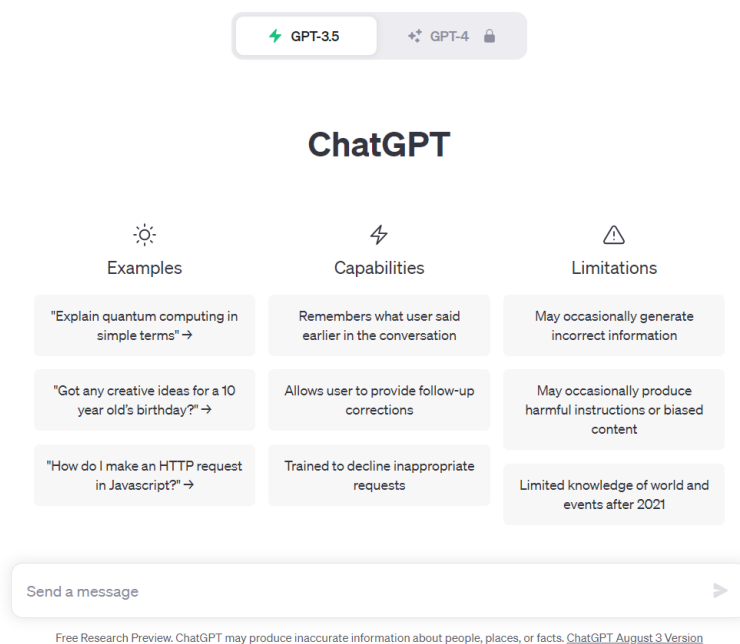 GPT-3.5
GPT-4
ChatGPT
Examples
"Explain quantum computing in
simple terms" →
"Got any creative ideas for a 10
year old's birthday?" →
"How do I make an HTTP request
in Javascript?" →
Capabilities
Remembers what user said
earlier in the conversation
Allows user to provide follow-up
corrections
Trained to decline inappropriate
requests
Limitations
May occasionally generate
incorrect information
May occasionally produce
harmful instructions or biased
content
Limited knowledge of world and
events after 2021
Send a message
Free Research Preview. ChatGPT may produce inaccurate information about people, places, or facts. ChatGPT August 3 Version